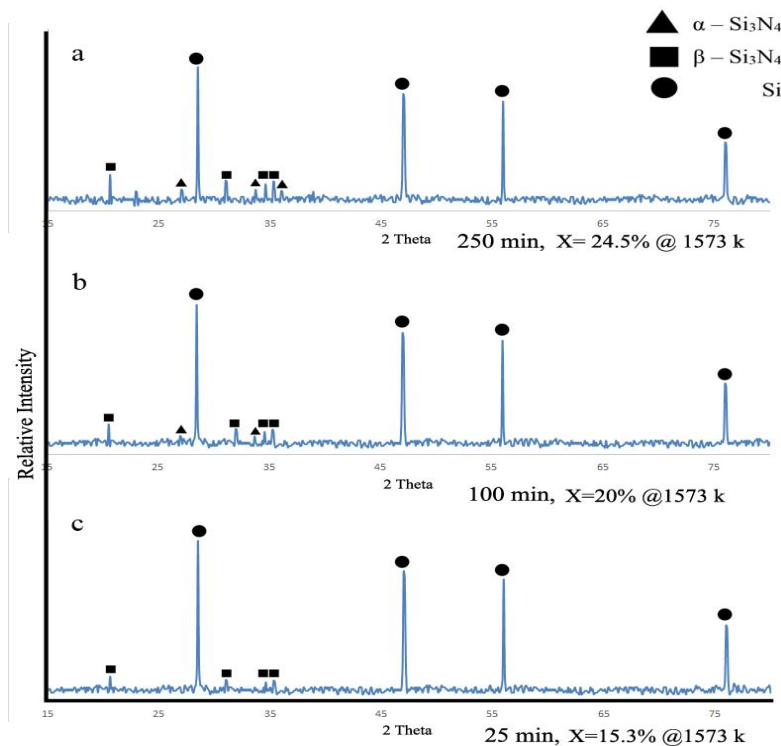 α – Si₃N₄
β – Si₃N₄
Si
a
15 25 35 45 55 65 75
2 Theta
250 min, X= 24.5% @ 1573 k
b
15 25 35 45 55 65 75
2 Theta
100 min, X=20% @1573 k
Relative Intensity
c
15 25 35 45 55 65 75
2 Theta
25 min, X=15.3% @1573 k